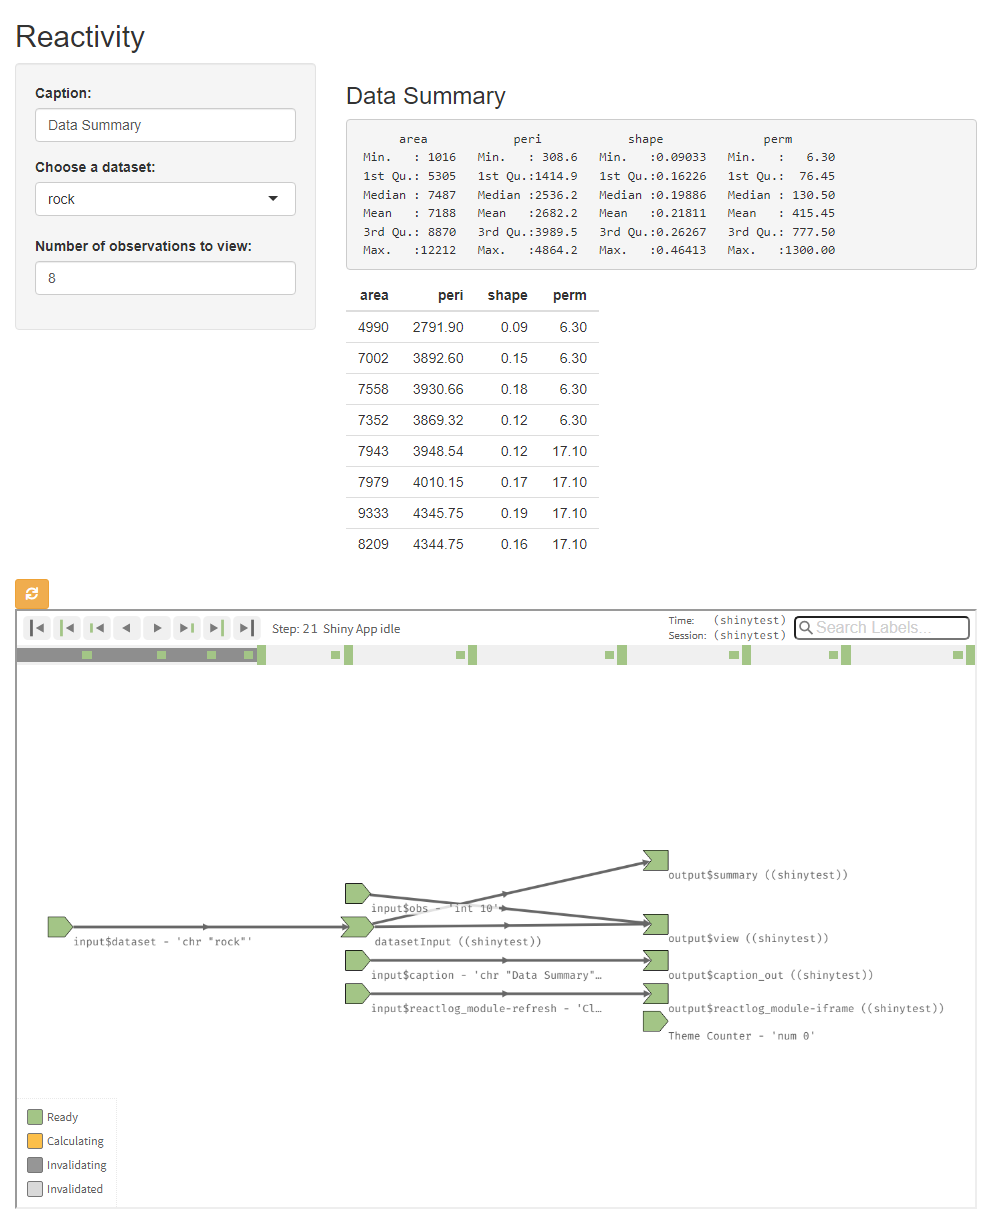 Reactivity
Caption:
Data Summary
Choose a dataset:
rock
Number of observations to view:
8
Data Summary
area peri shape perm
Min. : 1016 Min. : 308.6 Min. :0.09033 Min. : 6.30
1st Qu.: 5305 1st Qu.:1414.9 1st Qu.:0.16226 1st Qu.: 76.45
Median : 7487 Median :2536.2 Median :0.19886 Median : 130.50
Mean : 7188 Mean :2682.2 Mean :0.21811 Mean : 415.45
3rd Qu.: 8870 3rd Qu.:3989.5 3rd Qu.:0.26267 3rd Qu.: 777.50
Max. :12212 Max. :4864.2 Max. :0.46413 Max. :1300.00
area peri shape perm
4990 2791.90 0.09 6.30
7002 3892.60 0.15 6.30
7558 3930.66 0.18 6.30
7352 3869.32 0.12 6.30
7943 3948.54 0.12 17.10
7979 4010.15 0.17 17.10
9333 4345.75 0.19 17.10
8209 4344.75 0.16 17.10
Step: 21 Shiny App idle
Time: (shinytest)
Session: (shinytest)
Search Labels...
output$summary ((shinytest))
input$obs - 'int 10'
output$view ((shinytest))
input$dataset - 'chr "rock"'
datasetInput ((shinytest))
input$caption - 'chr "Data Summary"…
output$caption_out ((shinytest))
input$reactlog_module-refresh - 'Cl…
output$reactlog_module-iframe ((shinytest))
Theme Counter - 'num 0'
Ready
Calculating
Invalidating
Invalidated